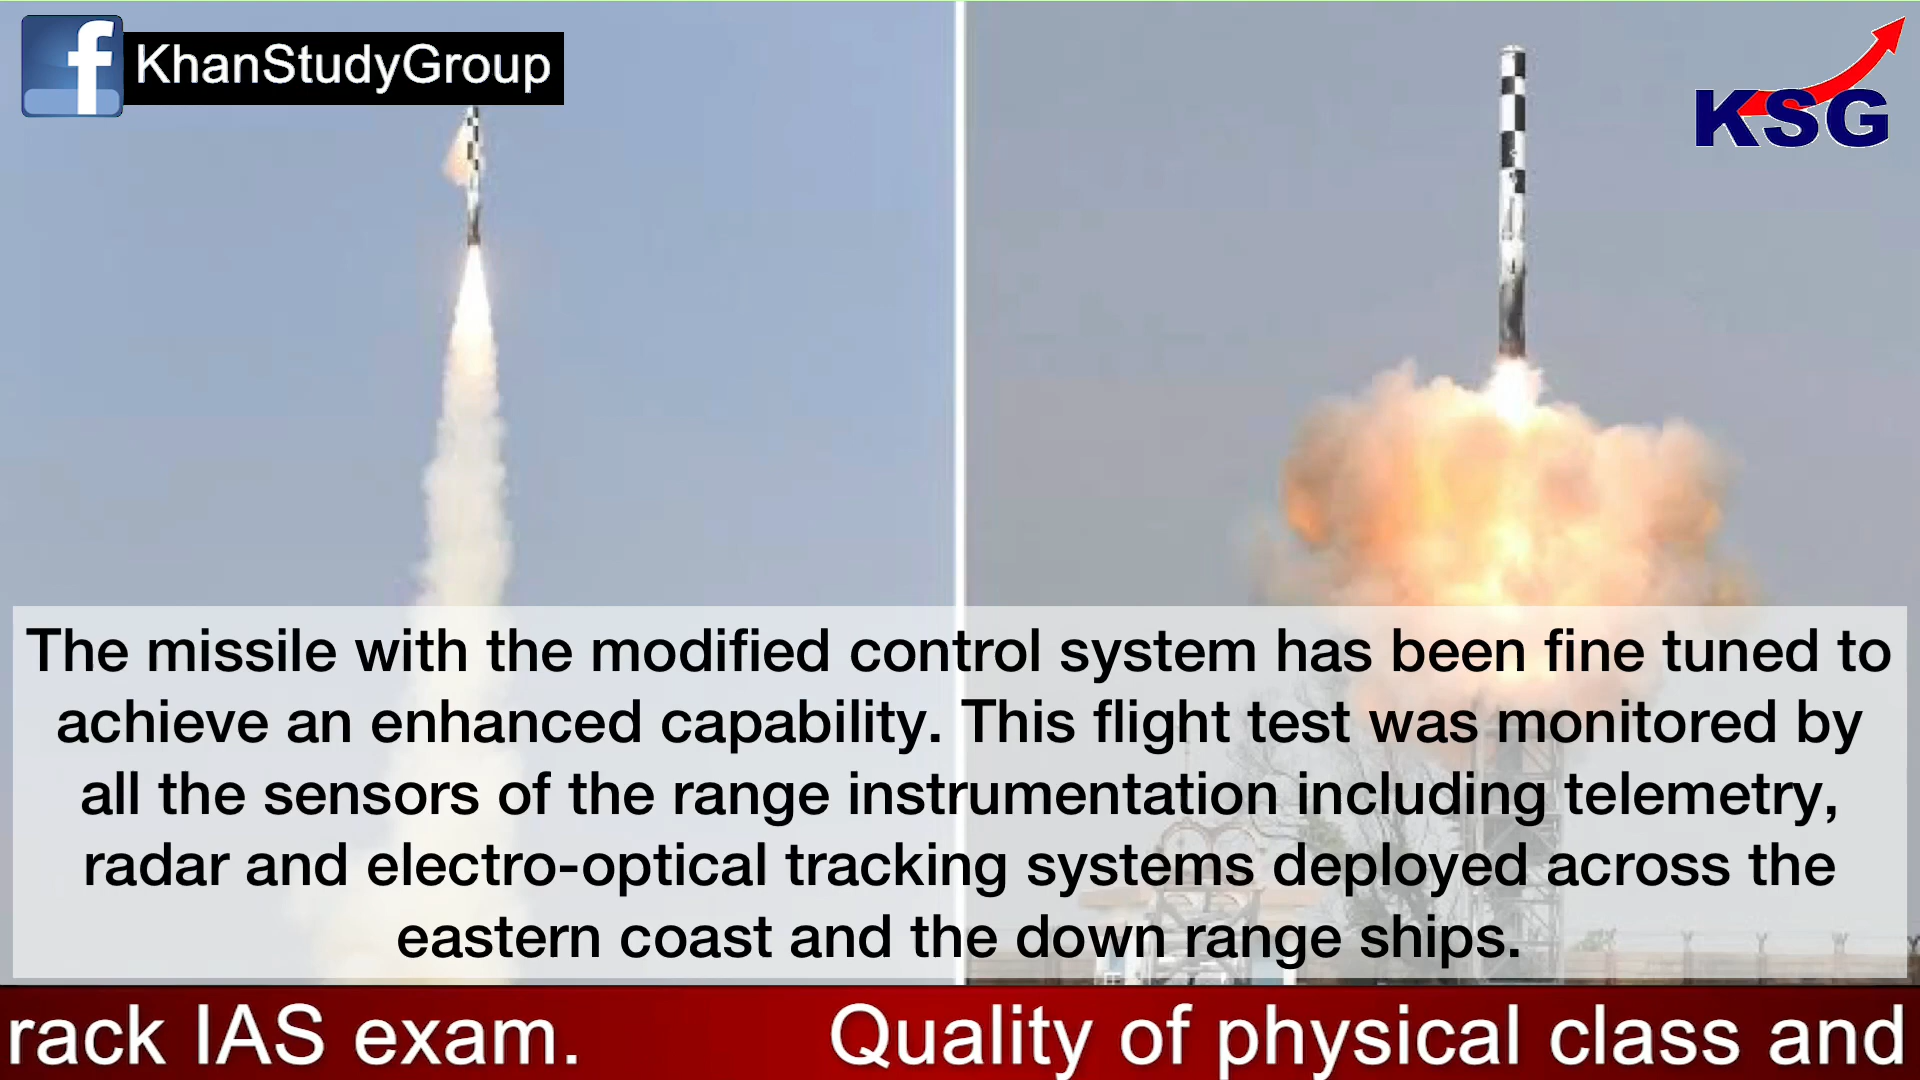 f KhanStudyGroup
KSG
The missile with the modified control system has been fine tuned to
achieve an enhanced capability. This flight test was monitored by
all the sensors of the range instrumentation including telemetry,
radar and electro-optical tracking systems deployed across the
eastern coast and the down range ships.
rack IAS exam. Quality of physical class and